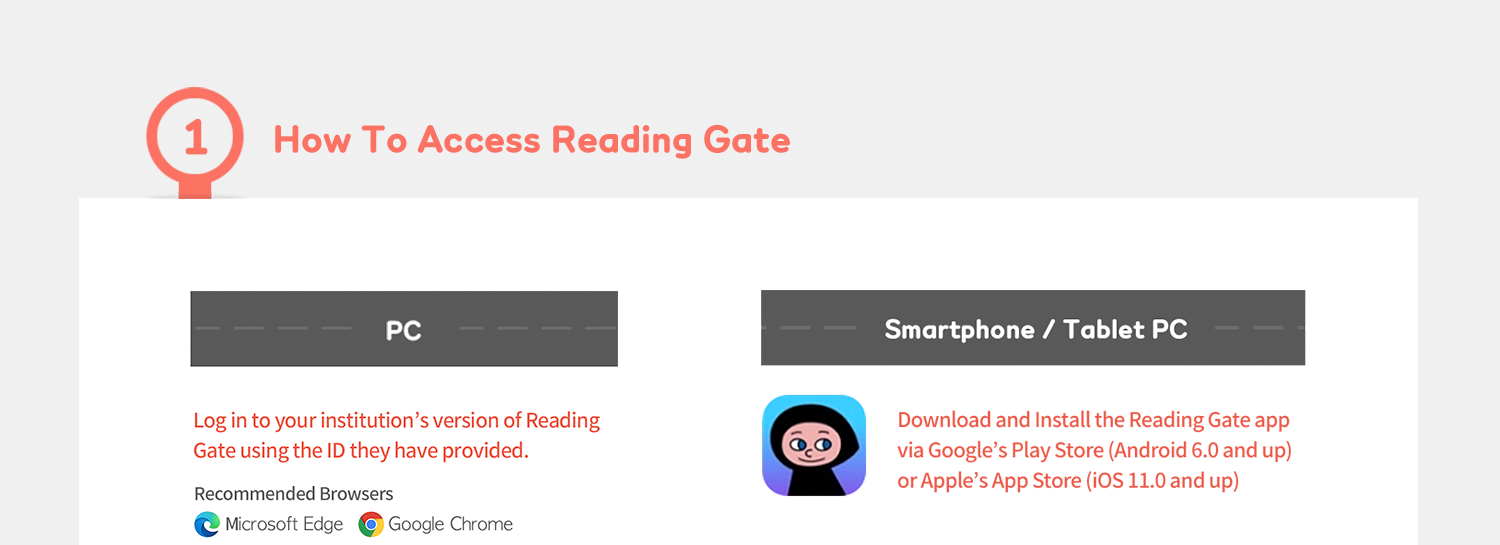 1
How To Access Reading Gate
PC
Log in to your institution’s version of Reading
Gate using the ID they have provided.
Recommended Browsers
Microsoft Edge
Google Chrome
Smartphone / Tablet PC
Download and Install the Reading Gate app
via Google’s Play Store (Android 6.0 and up)
or Apple’s App Store (iOS 11.0 and up)